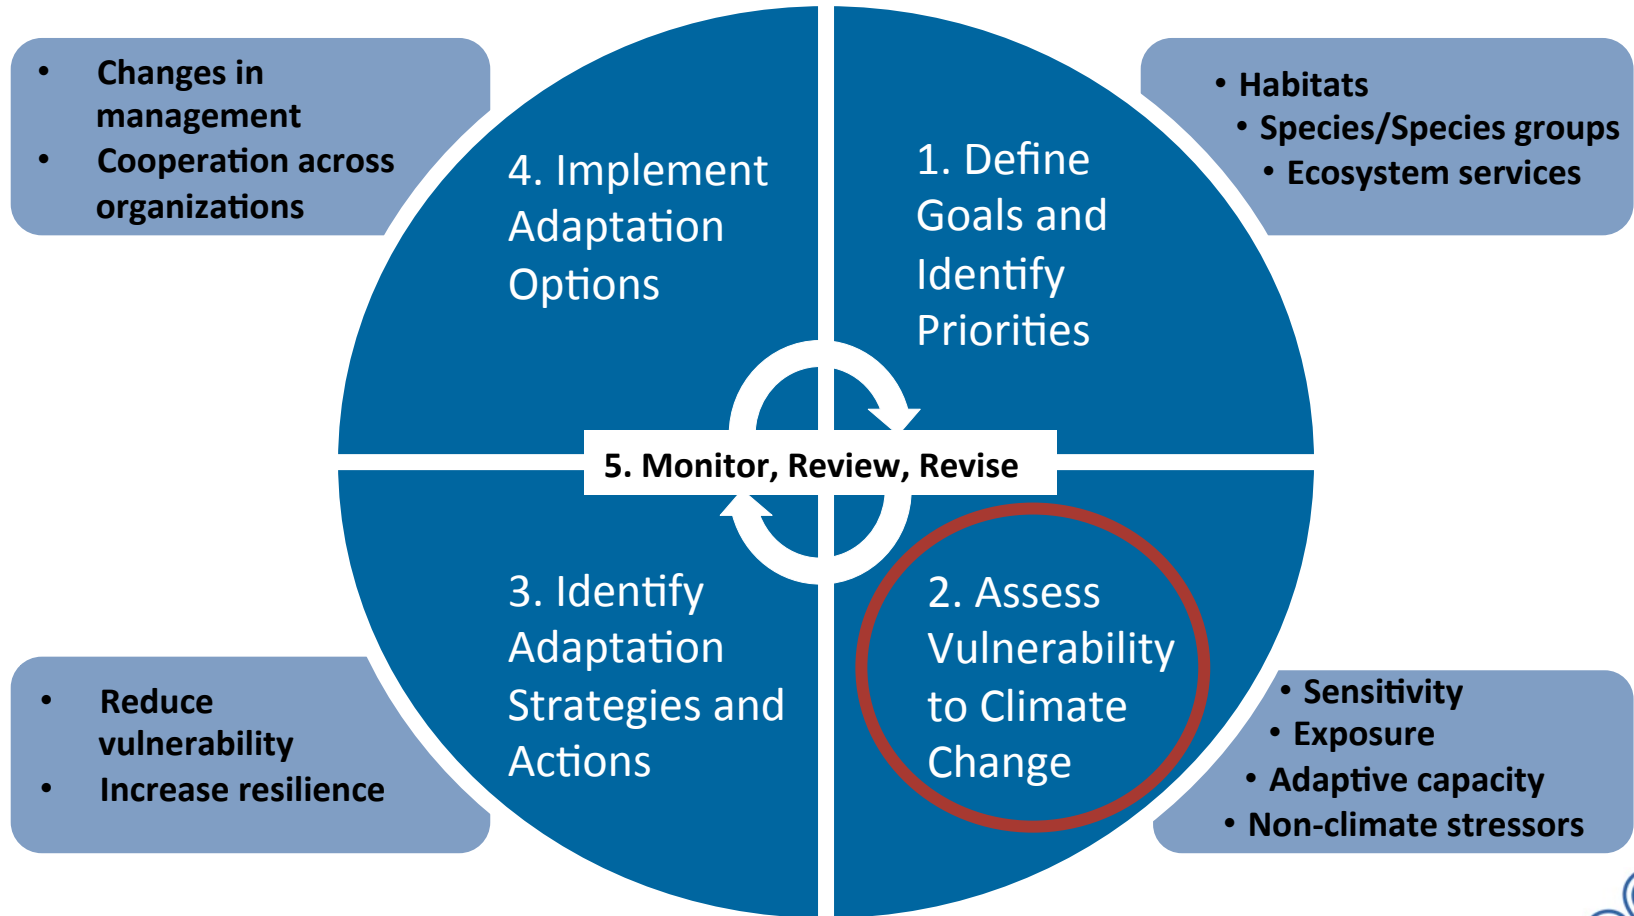 • Changes in
management
• Cooperation across
organizations
• Habitats
• Species/Species groups
• Ecosystem services
4. Implement
Adaptation
Options
1. Define
Goals and
Identify
Priorities
5. Monitor, Review, Revise
3. Identify
Adaptation
Strategies and
Actions
2. Assess
Vulnerability
to Climate
Change
• Reduce
vulnerability
• Increase resilience
• Sensitivity
• Exposure
• Adaptive capacity
• Non-climate stressors